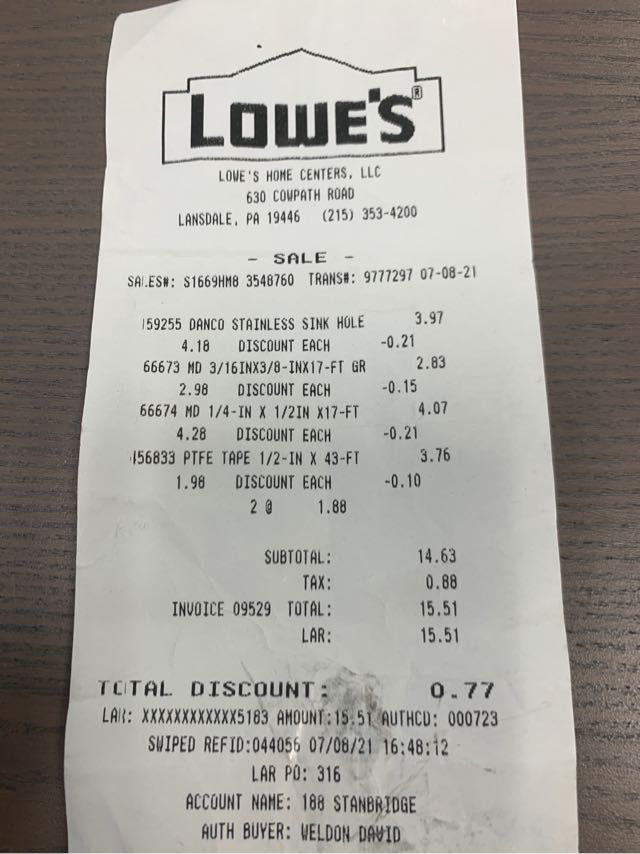 LOWE'S®
LOWE'S HOME CENTERS, LLC
630 COWPATH ROAD
LANSDALE, PA 19446 (215) 353-4200
- SALE -
SALES#: S1669HM8 3548760 TRANS#: 9777297 07-08-21
159255 DANCO STAINLESS SINK HOLE 3.97
4.18 DISCOUNT EACH -0.21
66673 MD 3/16INX3/8-INX17-FT GR 2.83
2.98 DISCOUNT EACH -0.15
66674 MD 1/4-IN X 1/2IN X17-FT 4.07
4.28 DISCOUNT EACH -0.21
456833 PTFE TAPE 1/2-IN X 43-FT 3.76
1.98 DISCOUNT EACH -0.10
2 @ 1.88
SUBTOTAL: 14.63
TAX: 0.88
INVOICE 09529 TOTAL: 15.51
LAR: 15.51
TOTAL DISCOUNT: 0.77
LAR: XXXXXXXXXXXX5183 AMOUNT:15.51 AUTHCD: 000723
SWIPED REFID:044056 07/08/21 16:48:12
LAR PO: 316
ACCOUNT NAME: 188 STANBRIDGE
AUTH BUYER: WELDON DAVID